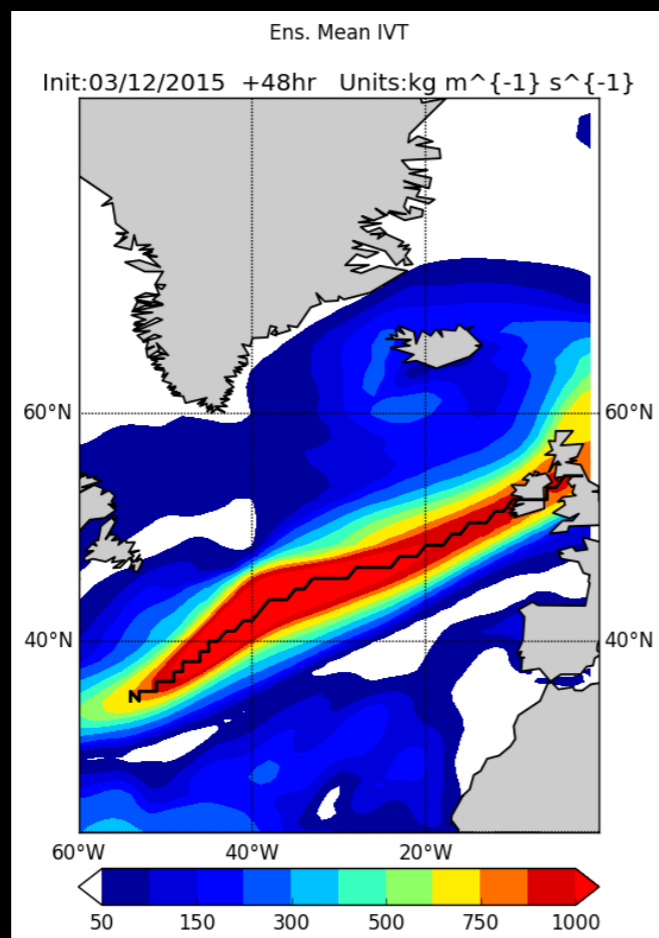 Ens. Mean IVT
Init:03/12/2015 +48hr Units:kg m^{-1} s^{-1}
60°N 60°N
40°N 40°N
N
60°W 40°W 20°W
50 150 300 500 750 1000